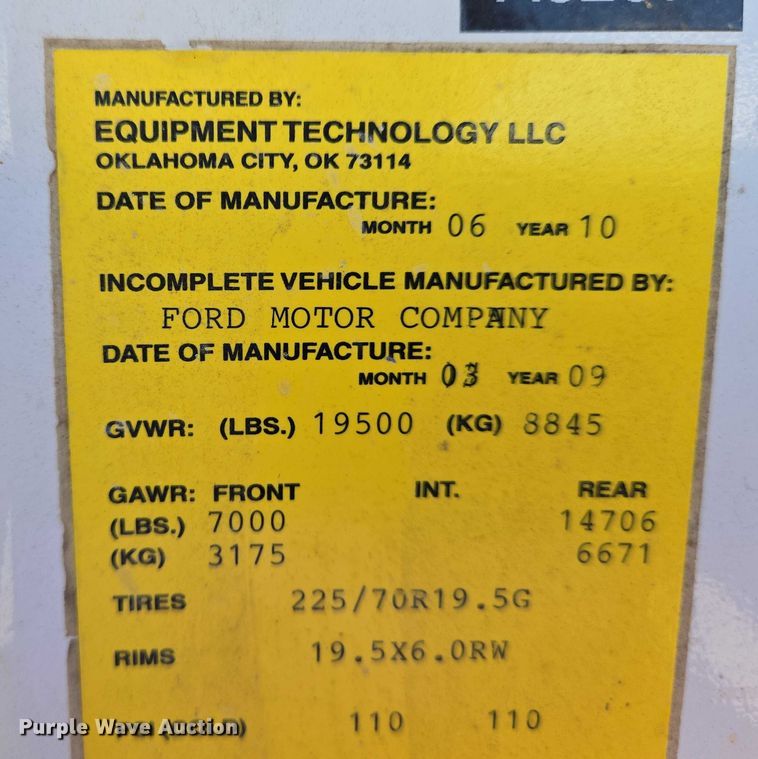 MANUFACTURED BY:
EQUIPMENT TECHNOLOGY LLC
OKLAHOMA CITY, OK 73114
DATE OF MANUFACTURE:
MONTH 06 YEAR 10
INCOMPLETE VEHICLE MANUFACTURED BY:
FORD MOTOR COMPANY
DATE OF MANUFACTURE:
MONTH 03 YEAR 09
GVWR: (LBS.) 19500 (KG) 8845
GAWR: FRONT INT. REAR
(LBS.) 7000 14706
(KG) 3175 6671
TIRES 225/70R19.5G
RIMS 19.5X6.0RW
110 110
Purple Wave Auction